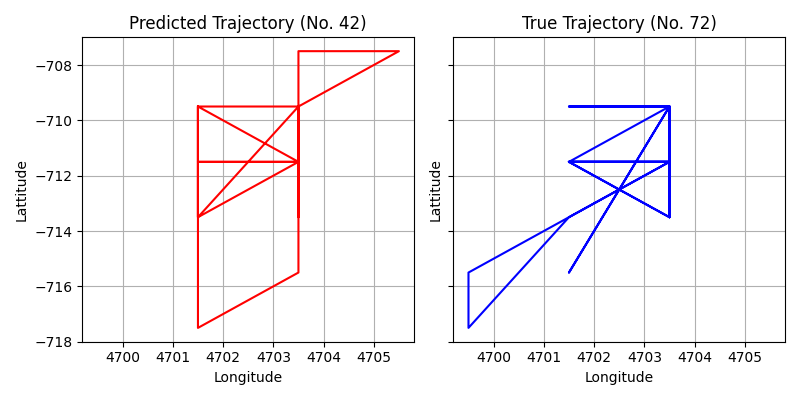 Predicted Trajectory (No. 42)
True Trajectory (No. 72)
−708
−710
−712
−714
−716
−718
Lattitude
Lattitude
4700 4701 4702 4703 4704 4705
4700 4701 4702 4703 4704 4705
Longitude
Longitude